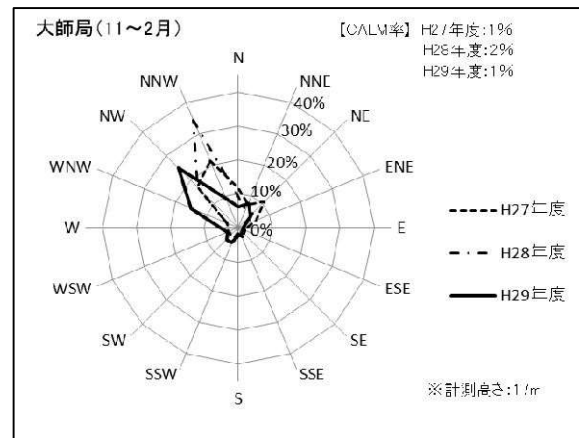 大師局(11～2月)
【CALM率】 H27年度:1%
H28年度:2%
H29年度:1%
N
NNE
NE
ENE
E
ESE
SE
SSE
S
SSW
SW
WSW
W
WNW
NW
NNW
40%
30%
20%
10%
0%
H27年度
H28年度
H29年度
※計測高さ:17m